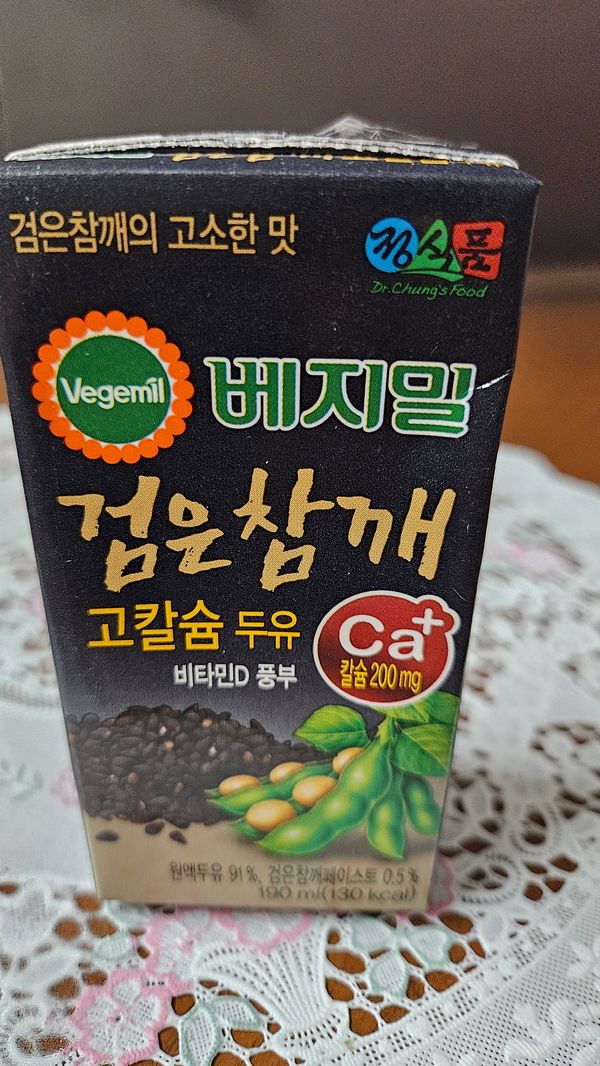 검은참깨의 고소한 맛
정식품
Dr.Chung's Food
Vegemil
베지밀
검은참깨
고칼슘 두유
비타민D 풍부
Ca+
칼슘 200 mg
원액두유 91%, 검은참깨페이스트 0.5%
190 ml(130 kcal)